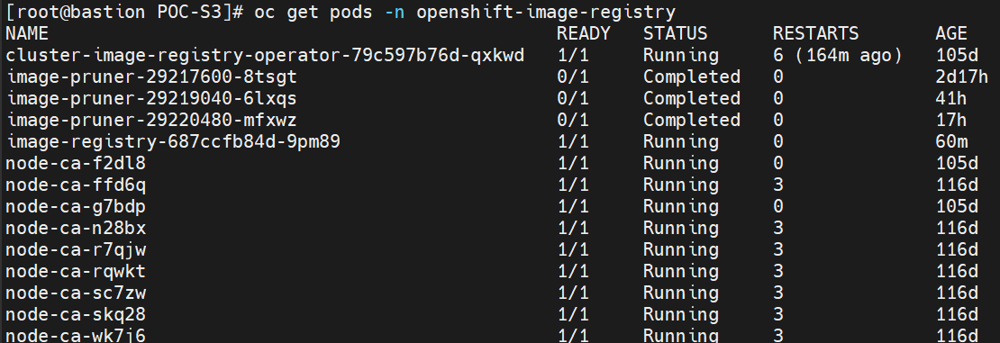 [root@bastion POC-S3]# oc get pods -n openshift-image-registry
NAME READY STATUS RESTARTS AGE
cluster-image-registry-operator-79c597b76d-qxkwd 1/1 Running 6 (164m ago) 105d
image-pruner-29217600-8tsgt 0/1 Completed 0 2d17h
image-pruner-29219040-6lxqs 0/1 Completed 0 41h
image-pruner-29220480-mfxwz 0/1 Completed 0 17h
image-registry-687ccfb84d-9pm89 1/1 Running 0 60m
node-ca-f2dl8 1/1 Running 0 105d
node-ca-ffd6q 1/1 Running 3 116d
node-ca-g7bdp 1/1 Running 0 105d
node-ca-n28bx 1/1 Running 3 116d
node-ca-r7qjw 1/1 Running 3 116d
node-ca-rqwkt 1/1 Running 3 116d
node-ca-sc7zw 1/1 Running 3 116d
node-ca-skq28 1/1 Running 3 116d
node-ca-wk7j6 1/1 Running 3 116d